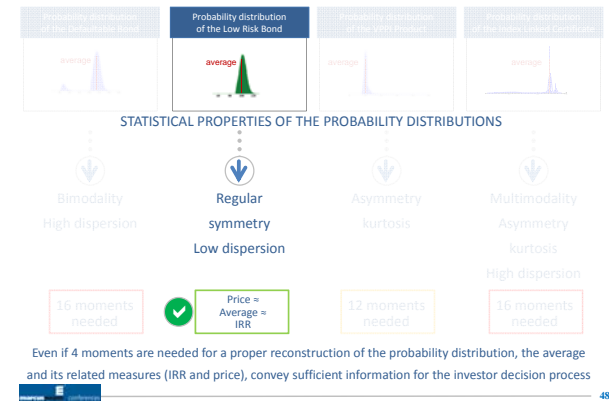 Probability distribution
of the Defaultable Bond
Probability distribution
of the Low Risk Bond
Probability distribution
of the VPPI Product
Probability distribution
of the Index Linked Certificate
average
average
average
average
STATISTICAL PROPERTIES OF THE PROBABILITY DISTRIBUTIONS
Bimodality
High dispersion
Regular
symmetry
Low dispersion
Asymmetry
kurtosis
Multimodality
Asymmetry
kurtosis
High dispersion
16 moments
needed
Price ≈
Average ≈
IRR
12 moments
needed
16 moments
needed
Even if 4 moments are needed for a proper reconstruction of the probability distribution, the average
and its related measures (IRR and price), convey sufficient information for the investor decision process
conferences
48